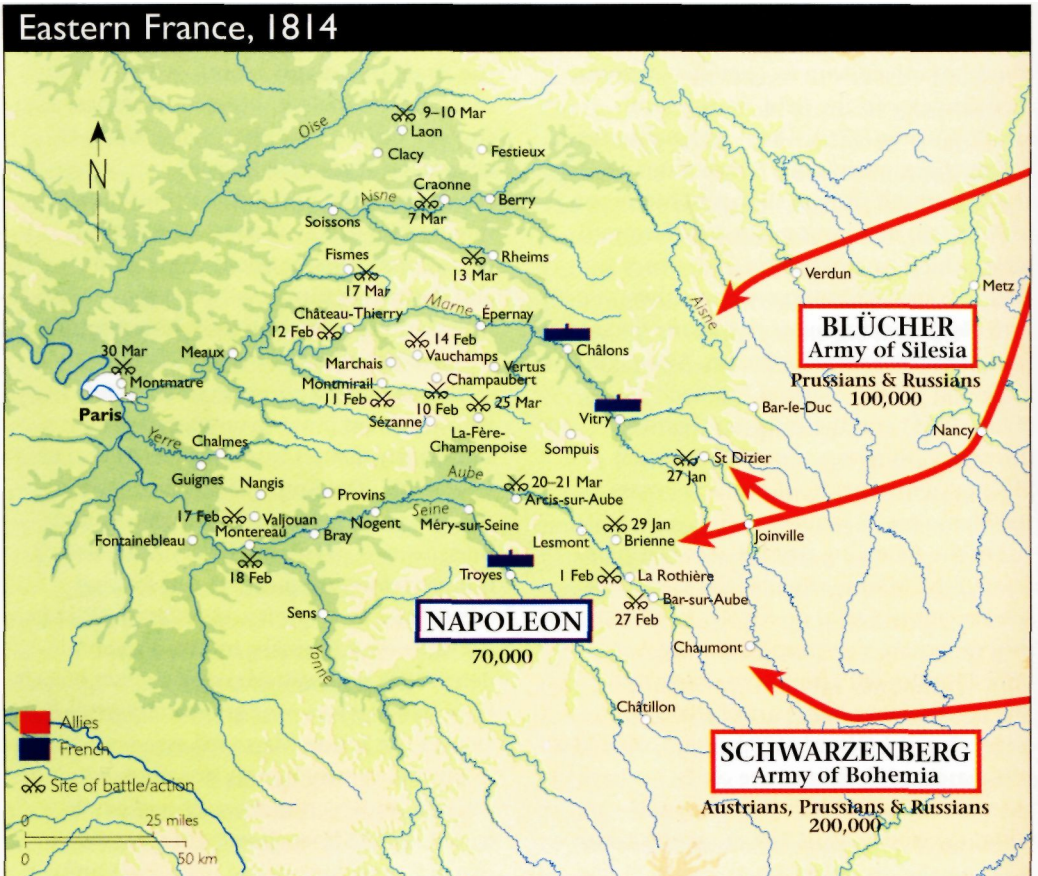 Eastern France, 1814
9–10 Mar
Oise
Laon
Clacy
Festieux
N
Craonne
Aisne
Berry
7 Mar
Soissons
Fismes
Rheims
13 Mar
17 Mar
Verdun
Metz
Aisne
Marne
Château-Thierry
Épernay
12 Feb
14 Feb
BLÜCHER
Army of Silesia
Prussians & Russians
100,000
30 Mar
Meaux
Vauchamps
Châlons
Marchais
Vertus
Montmatre
Montmirail
Champaubert
Paris
11 Feb
10 Feb
25 Mar
Bar-le-Duc
Sézanne
Vitry
Nancy
Yerre
Chalmes
La-Fère-
Champenpoise
Sompuis
St Dizier
27 Jan
Guignes
Nangis
Aube
20–21 Mar
Provins
Arcis-sur-Aube
17 Feb
Valjouan
Seine
Nogent
Méry-sur-Seine
29 Jan
Montereau
Bray
Fontainebleau
Lesmont
Brienne
Joinville
18 Feb
Troyes
1 Feb
La Rothière
Bar-sur-Aube
27 Feb
Sens
NAPOLEON
70,000
Chaumont
Yonne
Châtillon
SCHWARZENBERG
Army of Bohemia
Austrians, Prussians & Russians
200,000
Allies
French
Site of battle/action
0 25 miles
0 50 km